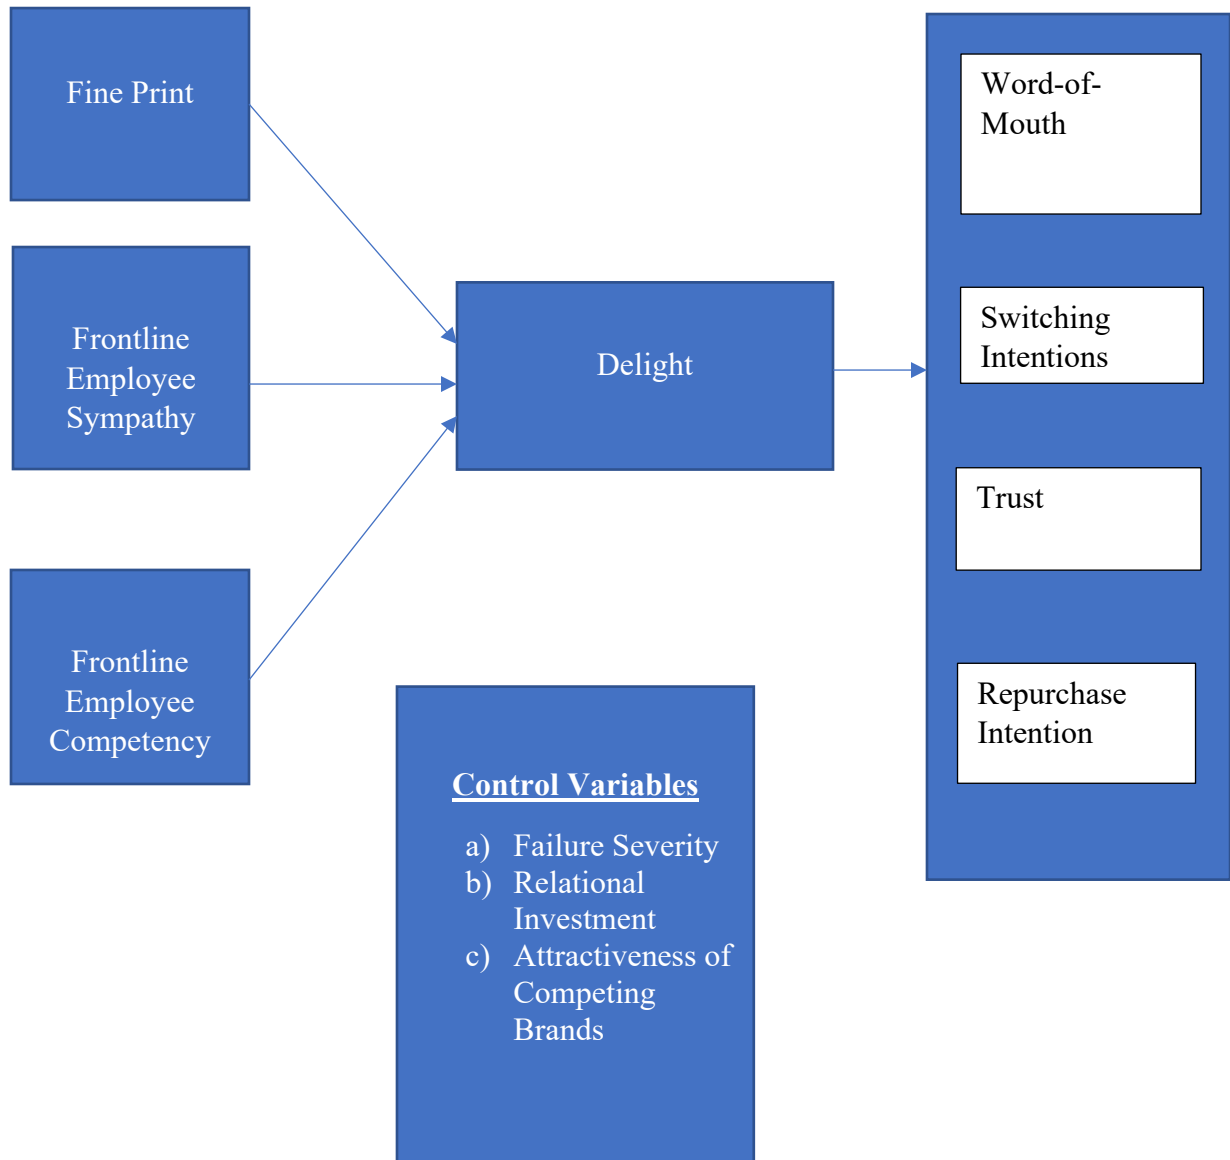 Fine Print
Frontline
Employee
Sympathy
Frontline
Employee
Competency
Delight
Control Variables
a) Failure Severity
b) Relational
Investment
c) Attractiveness of
Competing
Brands
Word-of-
Mouth
Switching
Intentions
Trust
Repurchase
Intention